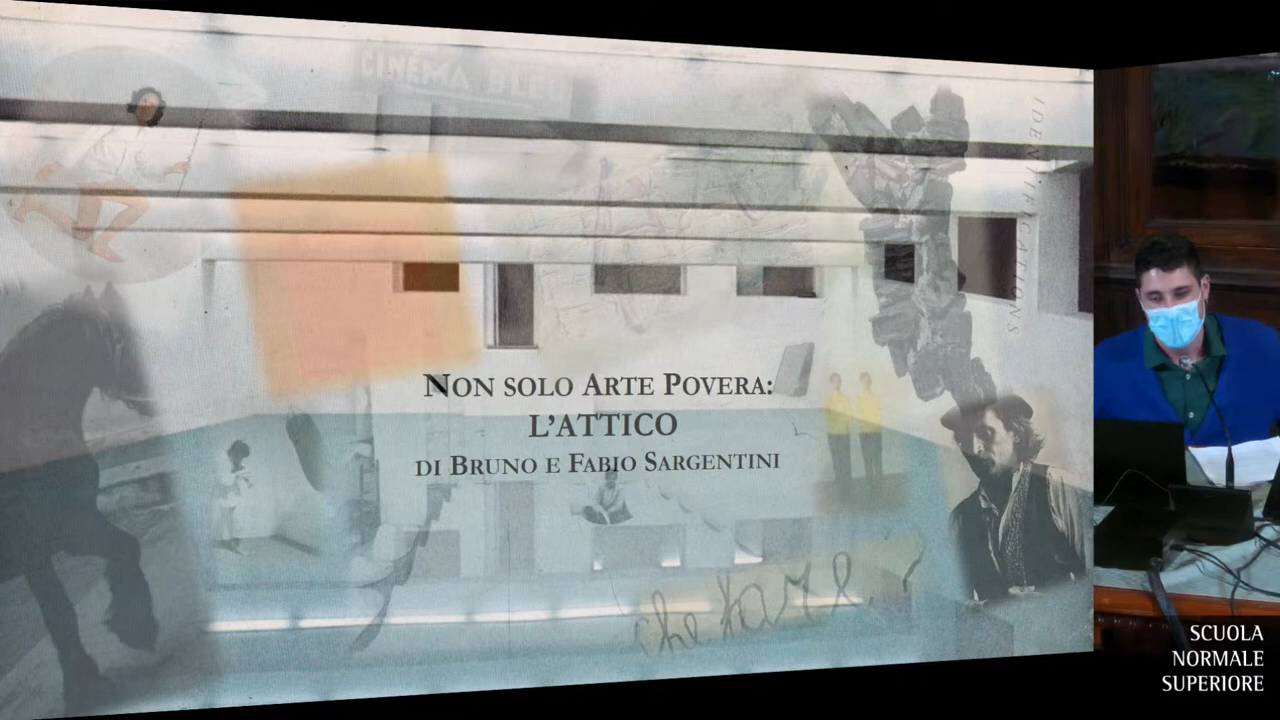 CINEMA BLEU
IDENTIFICATIONS
NON SOLO ARTE POVERA:
L'ATTICO
DI BRUNO E FABIO SARGENTINI
che fare?
SCUOLA
NORMALE
SUPERIORE